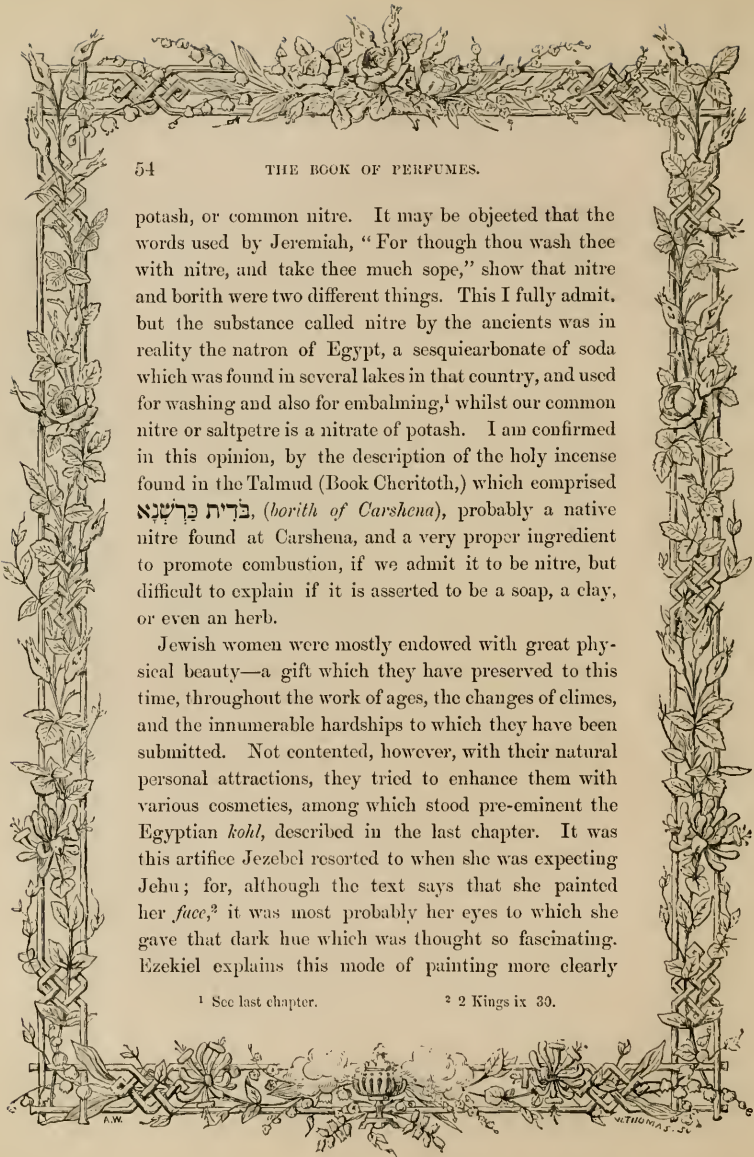 54 THE BOOK OF PERFUMES.
potash, or common nitre. It may be objected that the
words used by Jeremiah, “For though thou wash thee
with nitre, and take thee much sope,” show that nitre
and borith were two different things. This I fully admit,
but the substance called nitre by the ancients was in
reality the natron of Egypt, a sesquicarbonate of soda
which was found in several lakes in that country, and used
for washing and also for embalming,¹ whilst our common
nitre or saltpetre is a nitrate of potash. I am confirmed
in this opinion, by the description of the holy incense
found in the Talmud (Book Cheritoth,) which comprised
בֹּרִית כַּרְשְׁנָא, (borith of Carshena), probably a native
nitre found at Carshena, and a very proper ingredient
to promote combustion, if we admit it to be nitre, but
difficult to explain if it is asserted to be a soap, a clay,
or even an herb.
Jewish women were mostly endowed with great phy-
sical beauty—a gift which they have preserved to this
time, throughout the work of ages, the changes of climes,
and the innumerable hardships to which they have been
submitted. Not contented, however, with their natural
personal attractions, they tried to enhance them with
various cosmetics, among which stood pre-eminent the
Egyptian kohl, described in the last chapter. It was
this artifice Jezebel resorted to when she was expecting
Jehu; for, although the text says that she painted
her face,² it was most probably her eyes to which she
gave that dark hue which was thought so fascinating.
Ezekiel explains this mode of painting more clearly
¹ See last chapter. ² 2 Kings ix 30.
A.W. W.THOMAS. Sc